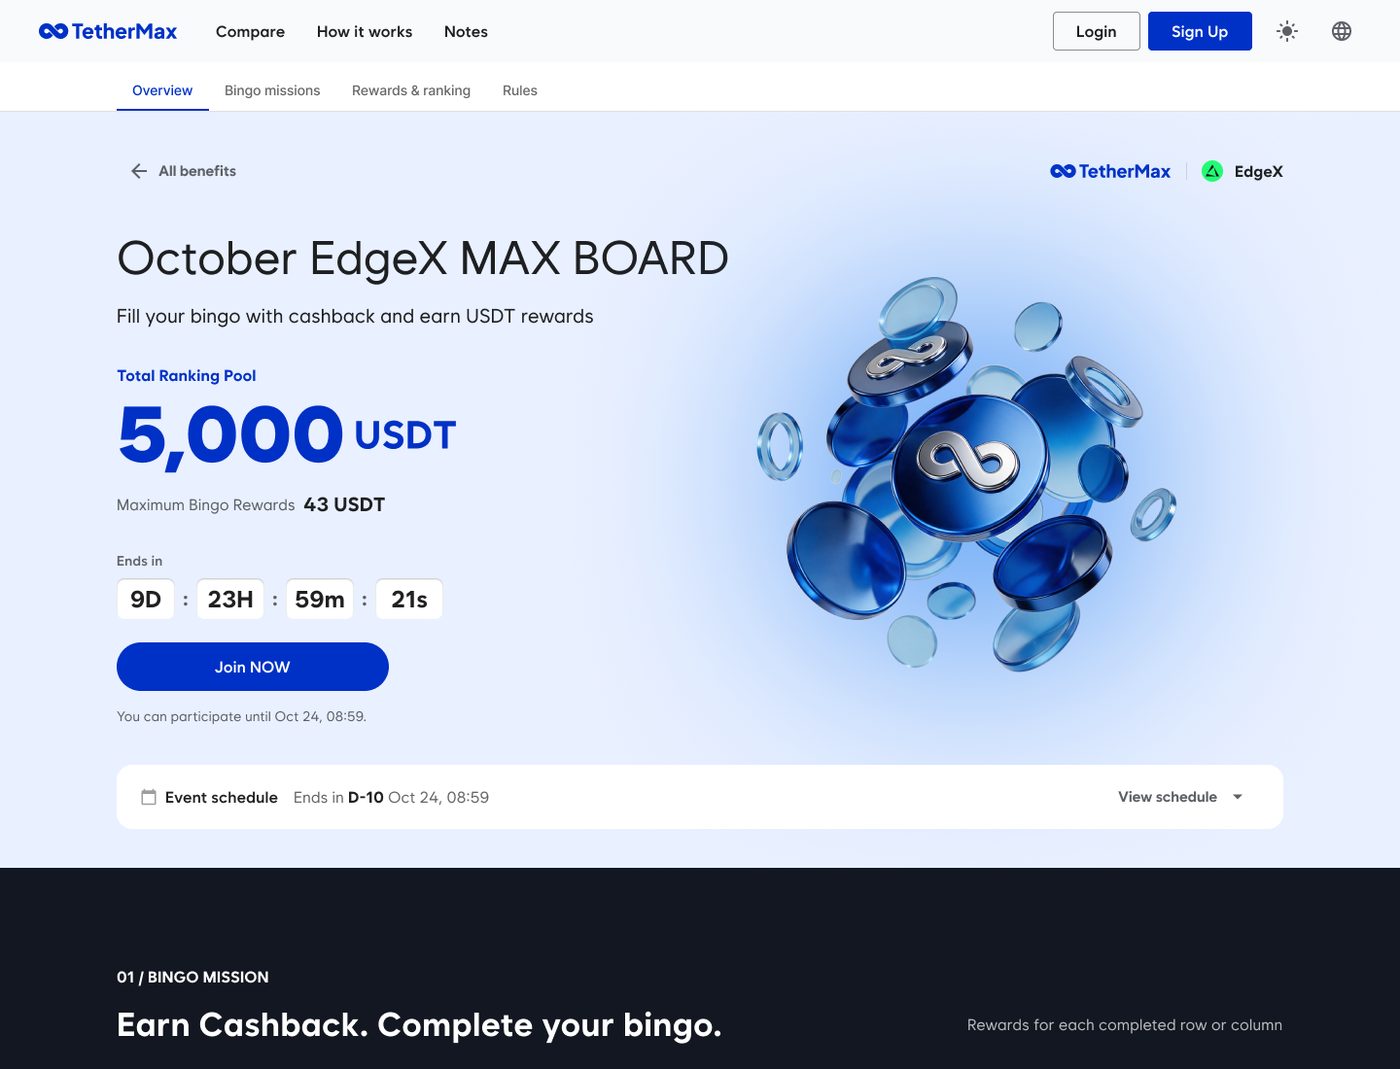 TetherMax
Compare
How it works
Notes
Login
Sign Up
Overview
Bingo missions
Rewards & ranking
Rules
All benefits
TetherMax
EdgeX
October EdgeX MAX BOARD
Fill your bingo with cashback and earn USDT rewards
Total Ranking Pool
5,000 USDT
Maximum Bingo Rewards 43 USDT
Ends in
9D : 23H : 59m : 21s
Join NOW
You can participate until Oct 24, 08:59.
Event schedule Ends in D-10 Oct 24, 08:59
View schedule
01 / BINGO MISSION
Earn Cashback. Complete your bingo.
Rewards for each completed row or column